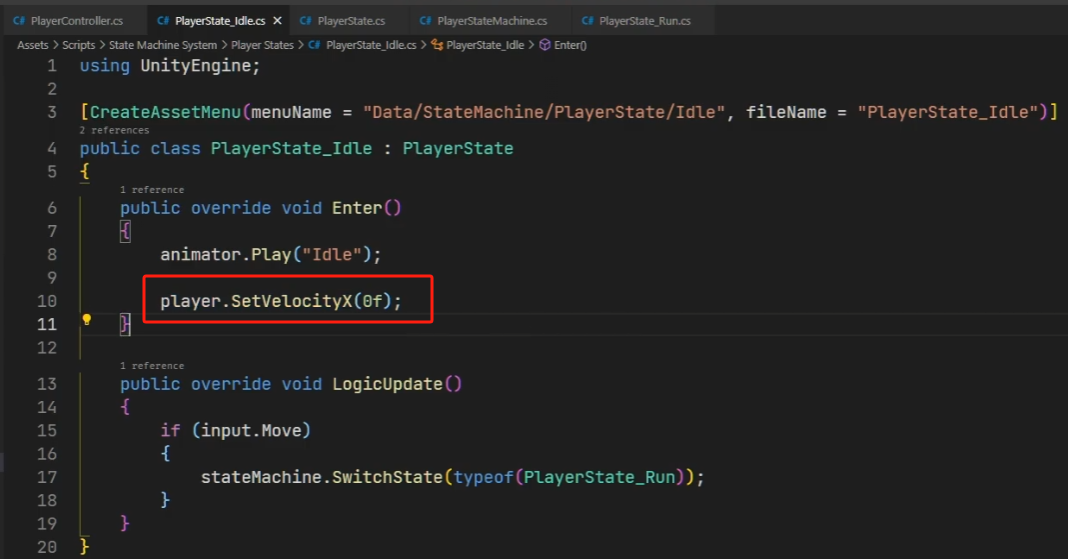 PlayerController.cs PlayerState_Idle.cs PlayerState.cs PlayerStateMachine.cs PlayerState_Run.cs
Assets > Scripts > State Machine System > Player States > PlayerState_Idle.cs > PlayerState_Idle > Enter()
1 using UnityEngine;
2
3 [CreateAssetMenu(menuName = "Data/StateMachine/PlayerState/Idle", fileName = "PlayerState_Idle")]
2 references
4 public class PlayerState_Idle : PlayerState
5 {
1 reference
6 public override void Enter()
7 {
8 animator.Play("Idle");
9
10 player.SetVelocityX(0f);
11 }
12
1 reference
13 public override void LogicUpdate()
14 {
15 if (input.Move)
16 {
17 stateMachine.SwitchState(typeof(PlayerState_Run));
18 }
19 }
20 }